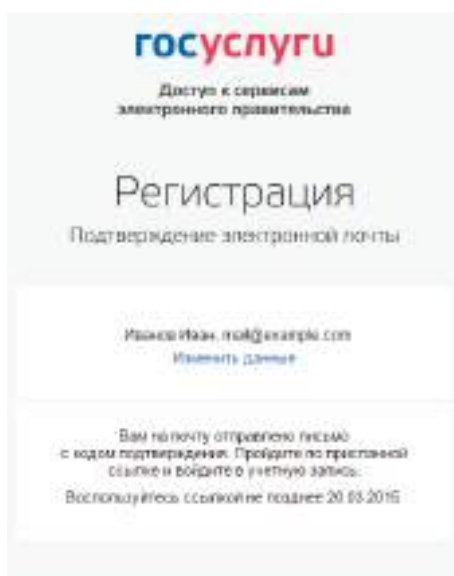 госуслуги
Доступ к сервисам
электронного правительства
Регистрация
Подтверждение электронной почты
Иванов Иван, mail@example.com
Изменить данные
Вам на почту отправлено письмо
с кодом подтверждения. Пройдите по присланной
ссылке и войдите в учетную запись.
Воспользуйтесь ссылкой не позднее 20.03.2015